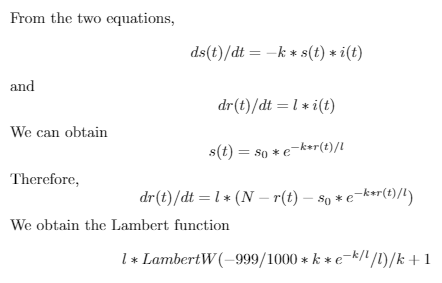 From the two equations,
ds(t)/dt = −k ∗ s(t) ∗ i(t)
and
dr(t)/dt = l ∗ i(t)
We can obtain
s(t) = s₀ ∗ e^{−k∗r(t)/l}
Therefore,
dr(t)/dt = l ∗ (N − r(t) − s₀ ∗ e^{−k∗r(t)/l})
We obtain the Lambert function
l ∗ LambertW(−999/1000 ∗ k ∗ e^{−k/l}/l)/k + 1